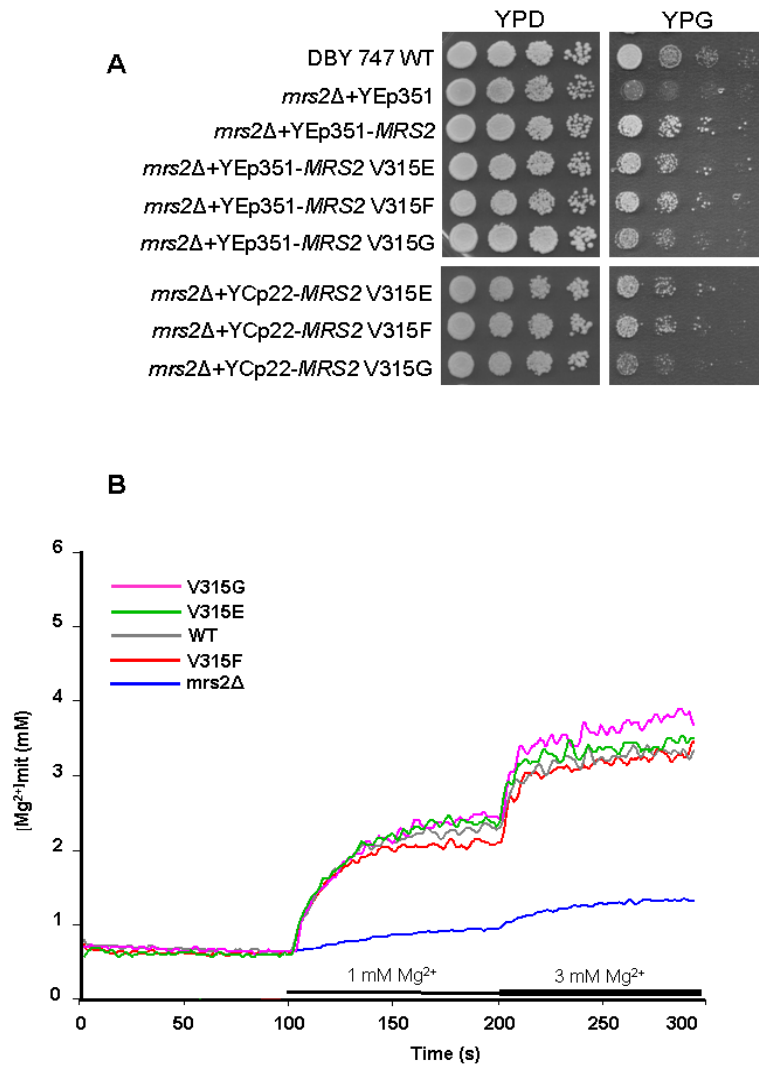 YPD YPG
A
DBY 747 WT
mrs2Δ+YEp351
mrs2Δ+YEp351-MRS2
mrs2Δ+YEp351-MRS2 V315E
mrs2Δ+YEp351-MRS2 V315F
mrs2Δ+YEp351-MRS2 V315G
mrs2Δ+YCp22-MRS2 V315E
mrs2Δ+YCp22-MRS2 V315F
mrs2Δ+YCp22-MRS2 V315G
B
[Mg²⁺]mit (mM)
6
5
4
3
2
1
0
V315G
V315E
WT
V315F
mrs2Δ
1 mM Mg²⁺ 3 mM Mg²⁺
0 50 100 150 200 250 300
Time (s)